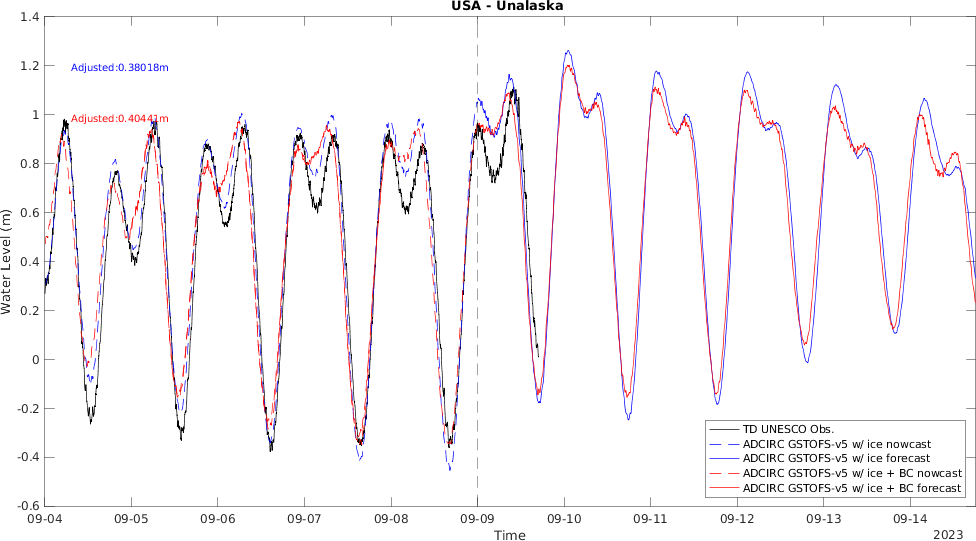 USA - Unalaska
1.4
1.2
1
0.8
0.6
0.4
0.2
0
-0.2
-0.4
-0.6
Water Level (m)
Adjusted:0.38018m
Adjusted:0.40441m
TD UNESCO Obs.
ADCIRC GSTOFS-v5 w/ ice nowcast
ADCIRC GSTOFS-v5 w/ ice forecast
ADCIRC GSTOFS-v5 w/ ice + BC nowcast
ADCIRC GSTOFS-v5 w/ ice + BC forecast
09-04 09-05 09-06 09-07 09-08 09-09 09-10 09-11 09-12 09-13 09-14
Time
2023